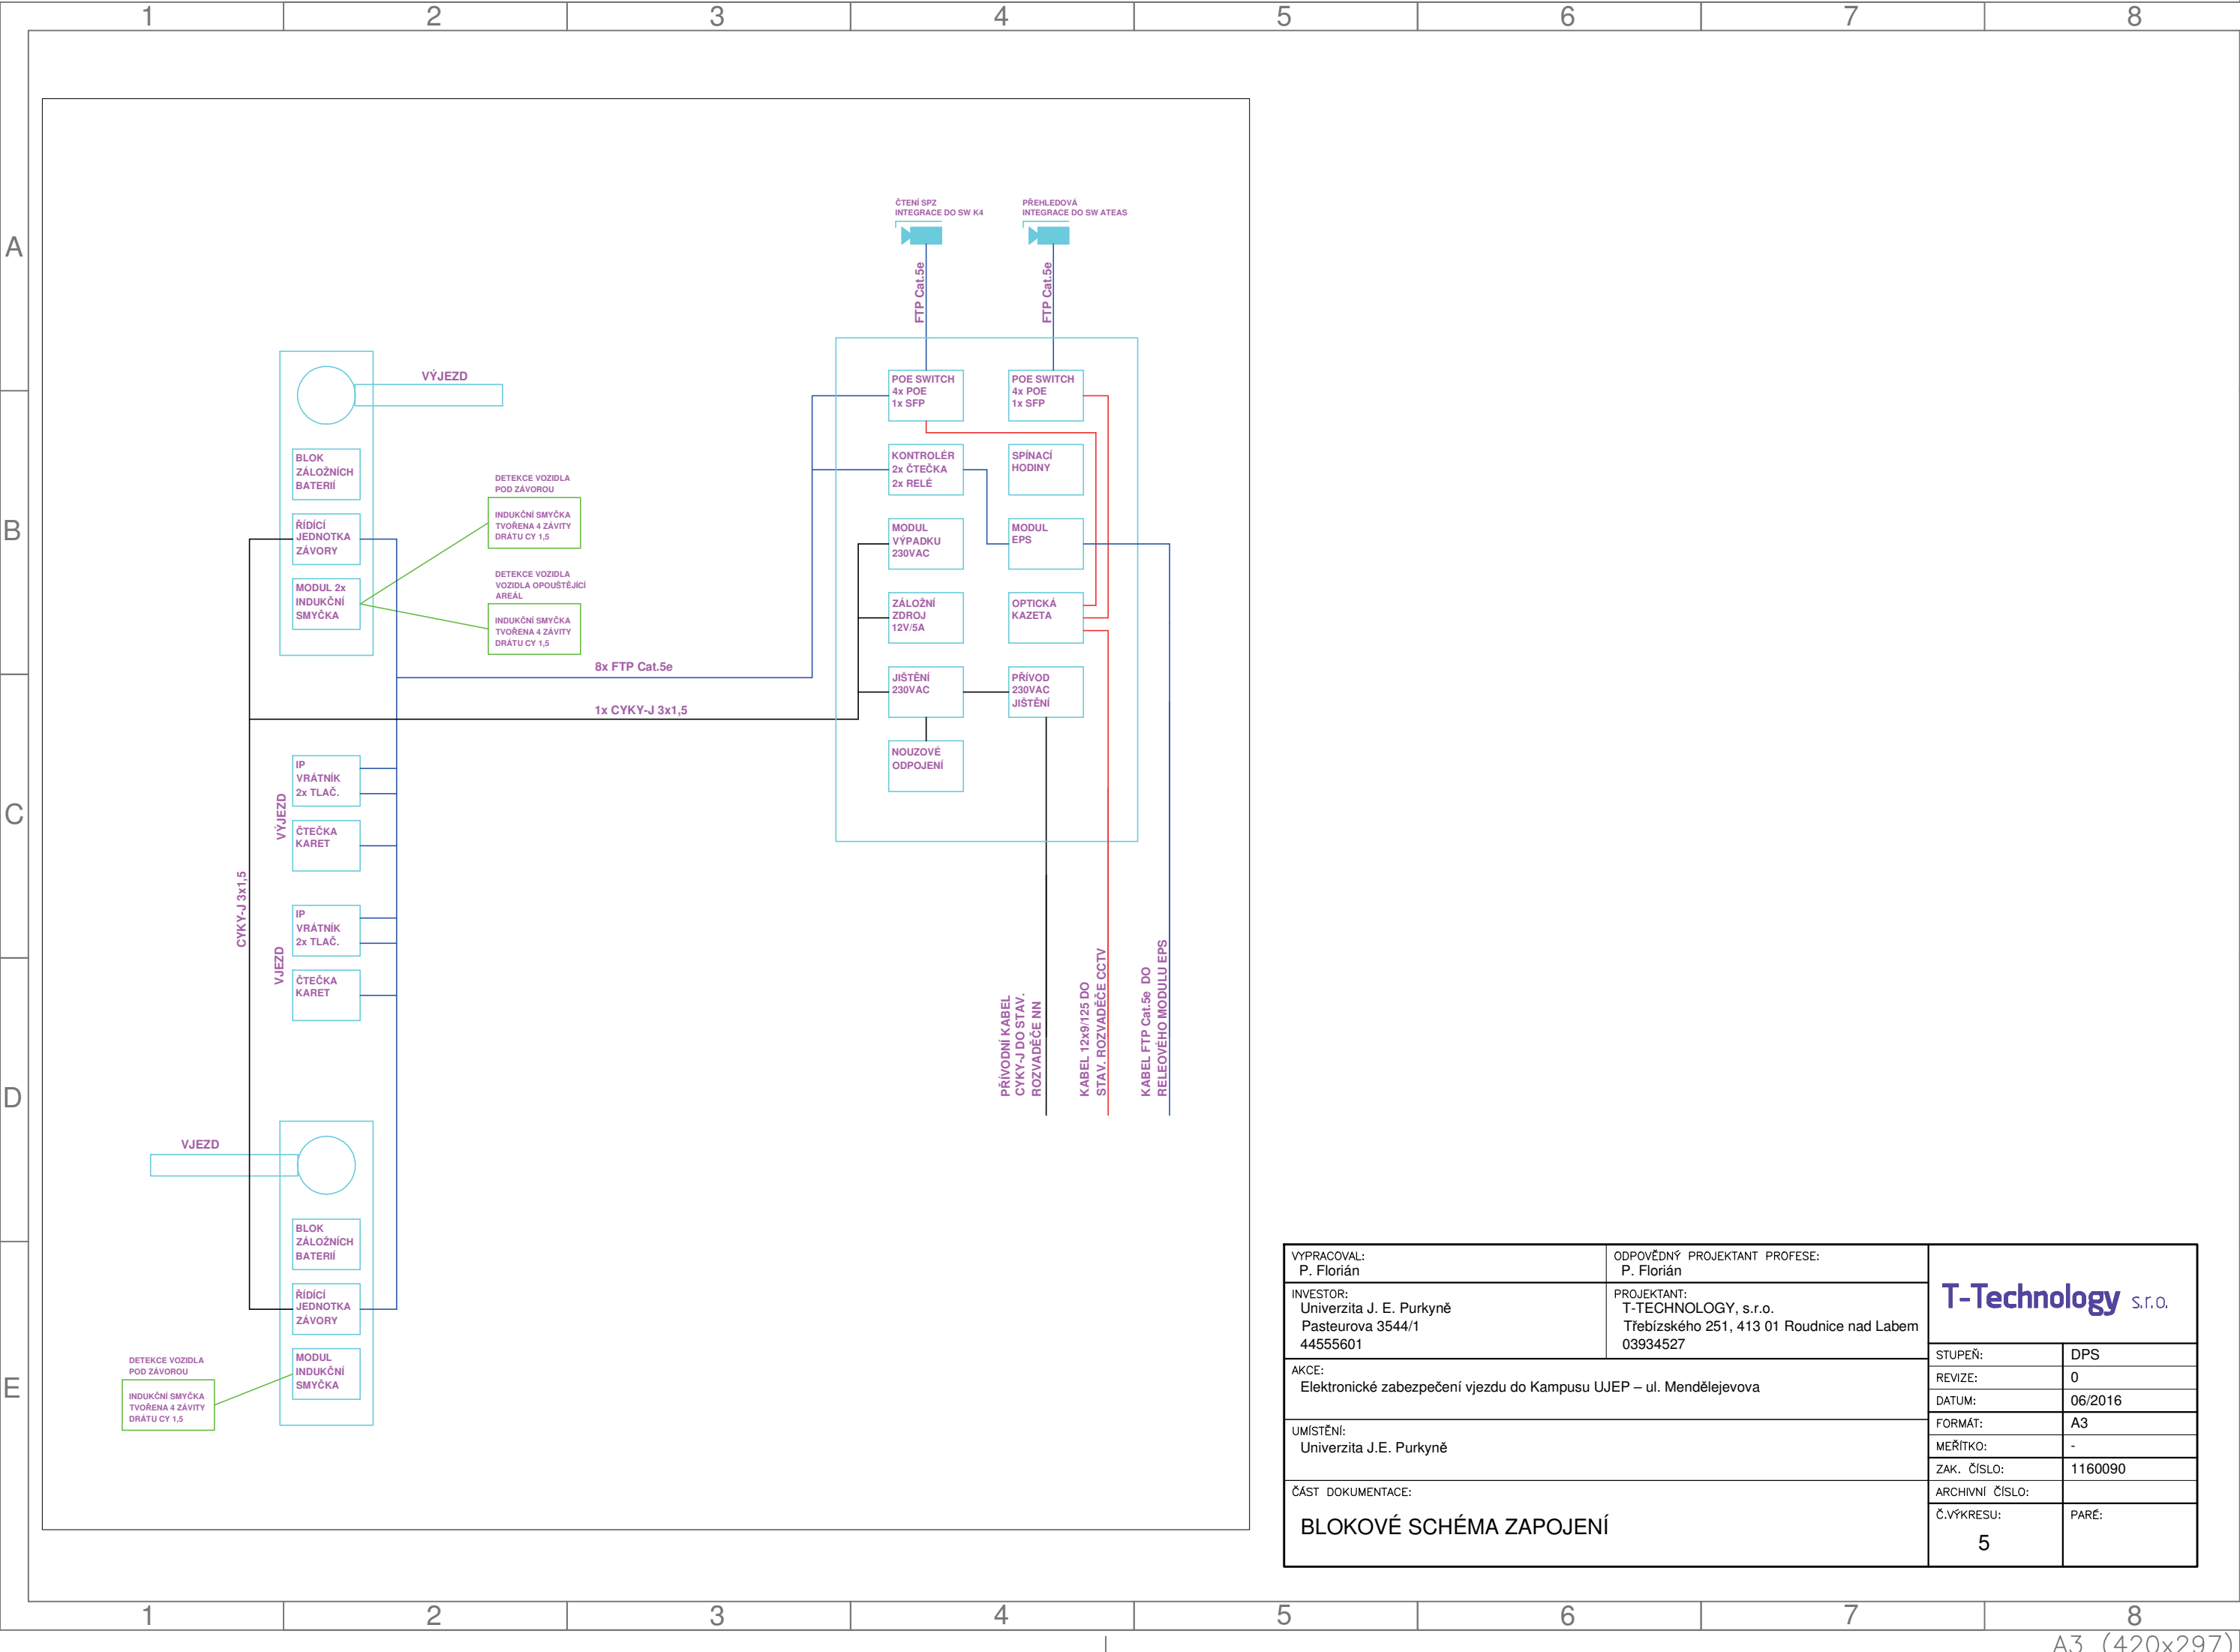 1 2 3 4 5 6 7 8
A
B
C
D
E
ČTENÍ SPZ
INTEGRACE DO SW K4
PŘEHLEDOVÁ
INTEGRACE DO SW ATEAS
FTP Cat.5e
FTP Cat.5e
VÝJEZD
BLOK
ZÁLOŽNÍCH
BATERIÍ
ŘÍDÍCÍ
JEDNOTKA
ZÁVORY
MODUL 2x
INDUKČNÍ
SMYČKA
DETEKCE VOZIDLA
POD ZÁVOROU
INDUKČNÍ SMYČKA
TVOŘENA 4 ZÁVITY
DRÁTU CY 1,5
DETEKCE VOZIDLA
VOZIDLA OPOUŠTĚJÍCÍ
AREÁL
INDUKČNÍ SMYČKA
TVOŘENA 4 ZÁVITY
DRÁTU CY 1,5
8x FTP Cat.5e
1x CYKY-J 3x1,5
POE SWITCH
4x POE
1x SFP
POE SWITCH
4x POE
1x SFP
KONTROLÉR
2x ČTEČKA
2x RELÉ
SPÍNACÍ
HODINY
MODUL
VÝPADKU
230VAC
MODUL
EPS
ZÁLOŽNÍ
ZDROJ
12V/5A
OPTICKÁ
KAZETA
JIŠTĚNÍ
230VAC
PŘÍVOD
230VAC
JIŠTĚNÍ
NOUZOVÉ
ODPOJENÍ
IP
VRÁTNÍK
2x TLAČ.
VÝJEZD
ČTEČKA
KARET
CYKY-J 3x1,5
IP
VRÁTNÍK
2x TLAČ.
VJEZD
ČTEČKA
KARET
PŘÍVODNÍ KABEL
CYKY-J DO STAV.
ROZVADĚČE NN
KABEL 12x9/125 DO
STAV. ROZVADĚČE CCTV
KABEL FTP Cat.5e DO
RELEOVÉHO MODULU EPS
VJEZD
BLOK
ZÁLOŽNÍCH
BATERIÍ
ŘÍDÍCÍ
JEDNOTKA
ZÁVORY
MODUL
INDUKČNÍ
SMYČKA
DETEKCE VOZIDLA
POD ZÁVOROU
INDUKČNÍ SMYČKA
TVOŘENA 4 ZÁVITY
DRÁTU CY 1,5
VYPRACOVAL:
P. Florián
ODPOVĚDNÝ PROJEKTANT PROFESE:
P. Florián
INVESTOR:
Univerzita J. E. Purkyně
Pasteurova 3544/1
44555601
PROJEKTANT:
T-TECHNOLOGY, s.r.o.
Třebízského 251, 413 01 Roudnice nad Labem
03934527
T-Technology s.r.o.
AKCE:
Elektronické zabezpečení vjezdu do Kampusu UJEP – ul. Mendělejevova
UMÍSTĚNÍ:
Univerzita J.E. Purkyně
ČÁST DOKUMENTACE:
BLOKOVÉ SCHÉMA ZAPOJENÍ
STUPEŇ: DPS
REVIZE: 0
DATUM: 06/2016
FORMÁT: A3
MEŘÍTKO: -
ZAK. ČÍSLO: 1160090
ARCHIVNÍ ČÍSLO:
Č.VÝKRESU: PARÉ:
5
1 2 3 4 5 6 7 8
A3 (420x297)